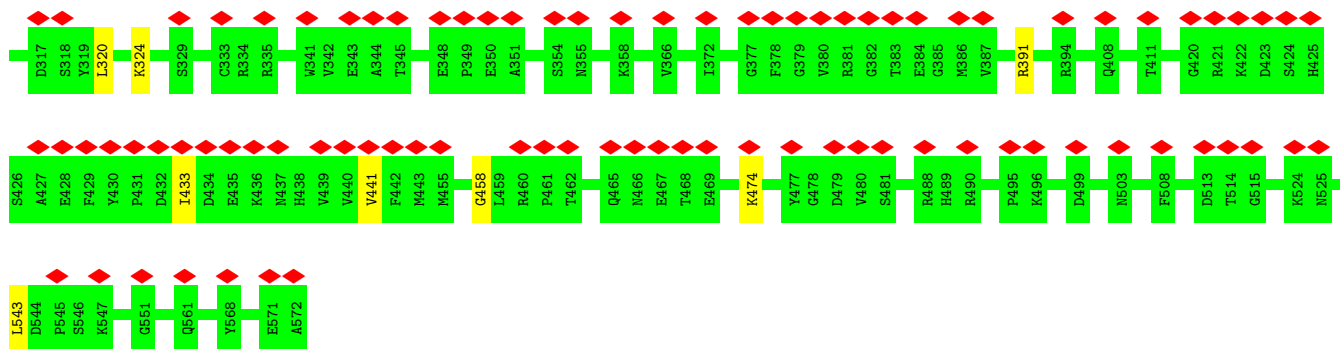 D317 S318 Y319 L320 K324 S329 C333 R334 R335 W341 V342 E343 A344 T345 E348 P349 E350 A351 S354 N355 K358 V366 I372 G377 F378 G379 V380 R381 G382 T383 E384 G385 M386 V387 R391 R394 Q408 T411 G420 R421 K422 D423 S424 H425
S426 A427 E428 F429 Y430 P431 D432 I433 D434 E435 K436 N437 H438 V439 V440 V441 F442 M443 M455 G458 L459 R460 P461 T462 Q465 N466 E467 T468 E469 K474 Y477 G478 D479 V480 S481 R488 H489 R490 P495 K496 D499 N503 F508 D513 T514 G515 K524 N525
L543 D544 P545 S546 K547 G551 Q561 Y568 E571 A572